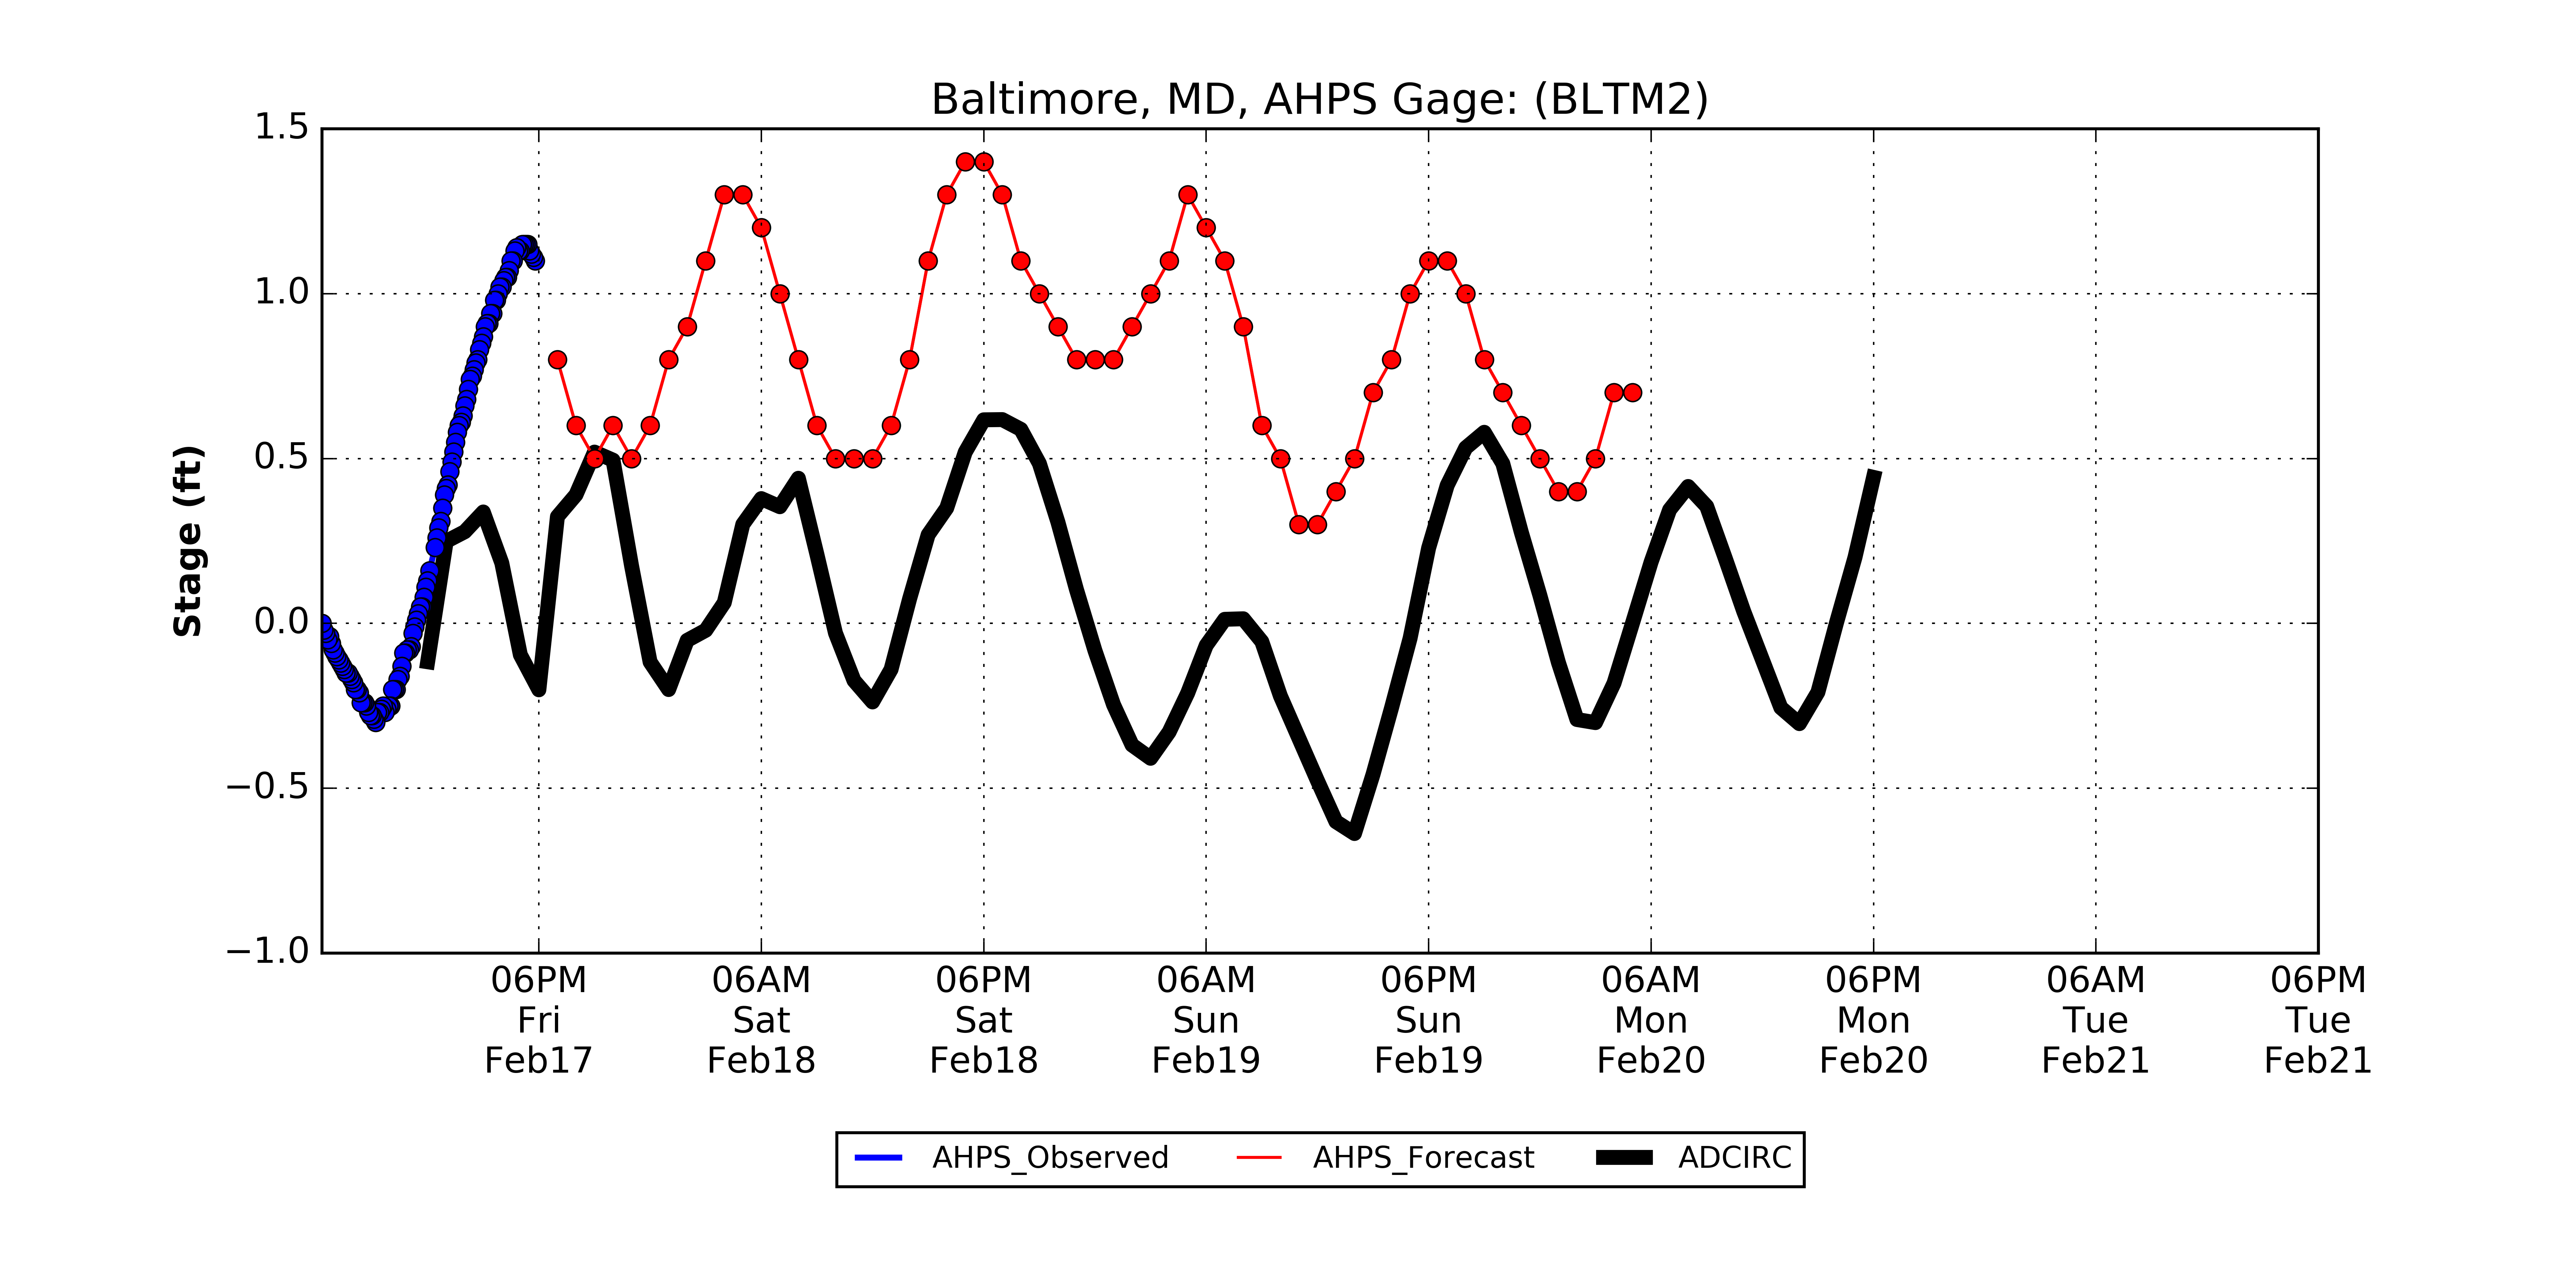 Baltimore, MD, AHPS Gage: (BLTM2)
Stage (ft)
1.5
1.0
0.5
0.0
−0.5
−1.0
06PM 06AM 06PM 06AM 06PM 06AM 06PM 06AM 06PM
Fri Sat Sat Sun Sun Mon Mon Tue Tue
Feb17 Feb18 Feb18 Feb19 Feb19 Feb20 Feb20 Feb21 Feb21
AHPS_Observed AHPS_Forecast ADCIRC